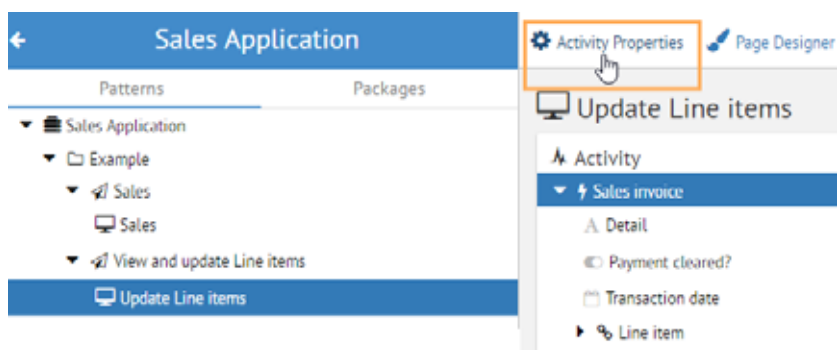 Sales Application
Patterns
Packages
Sales Application
Example
Sales
Sales
View and update Line items
Update Line items
Activity Properties
Page Designer
Update Line items
Activity
Sales invoice
Detail
Payment cleared?
Transaction date
Line item